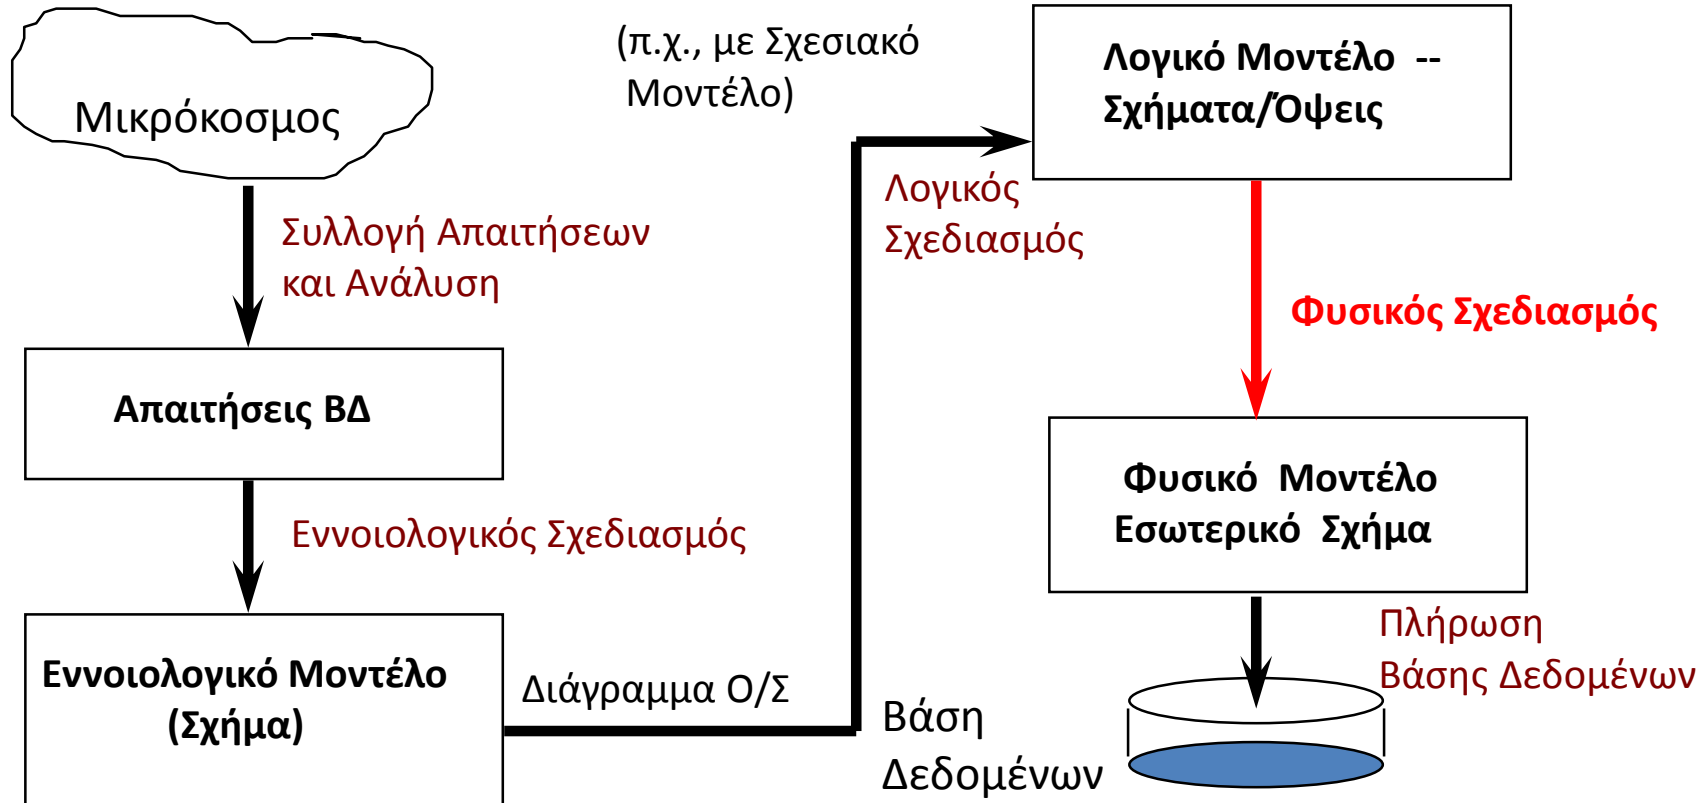 Μικρόκοσμος
Συλλογή Απαιτήσεων
και Ανάλυση
Απαιτήσεις ΒΔ
Εννοιολογικός Σχεδιασμός
Εννοιολογικό Μοντέλο
(Σχήμα)
Διάγραμμα Ο/Σ
(π.χ., με Σχεσιακό
Μοντέλο)
Λογικός
Σχεδιασμός
Λογικό Μοντέλο --
Σχήματα/Όψεις
Φυσικός Σχεδιασμός
Φυσικό Μοντέλο
Εσωτερικό Σχήμα
Πλήρωση
Βάσης Δεδομένων
Βάση
Δεδομένων